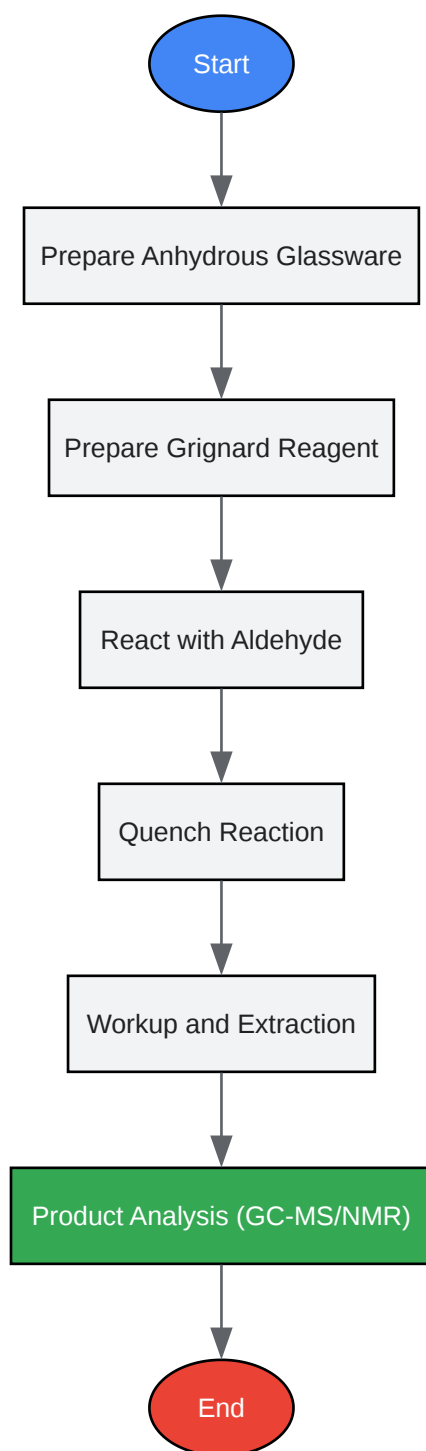 Start
Prepare Anhydrous Glassware
Prepare Grignard Reagent
React with Aldehyde
Quench Reaction
Workup and Extraction
Product Analysis (GC-MS/NMR)
End